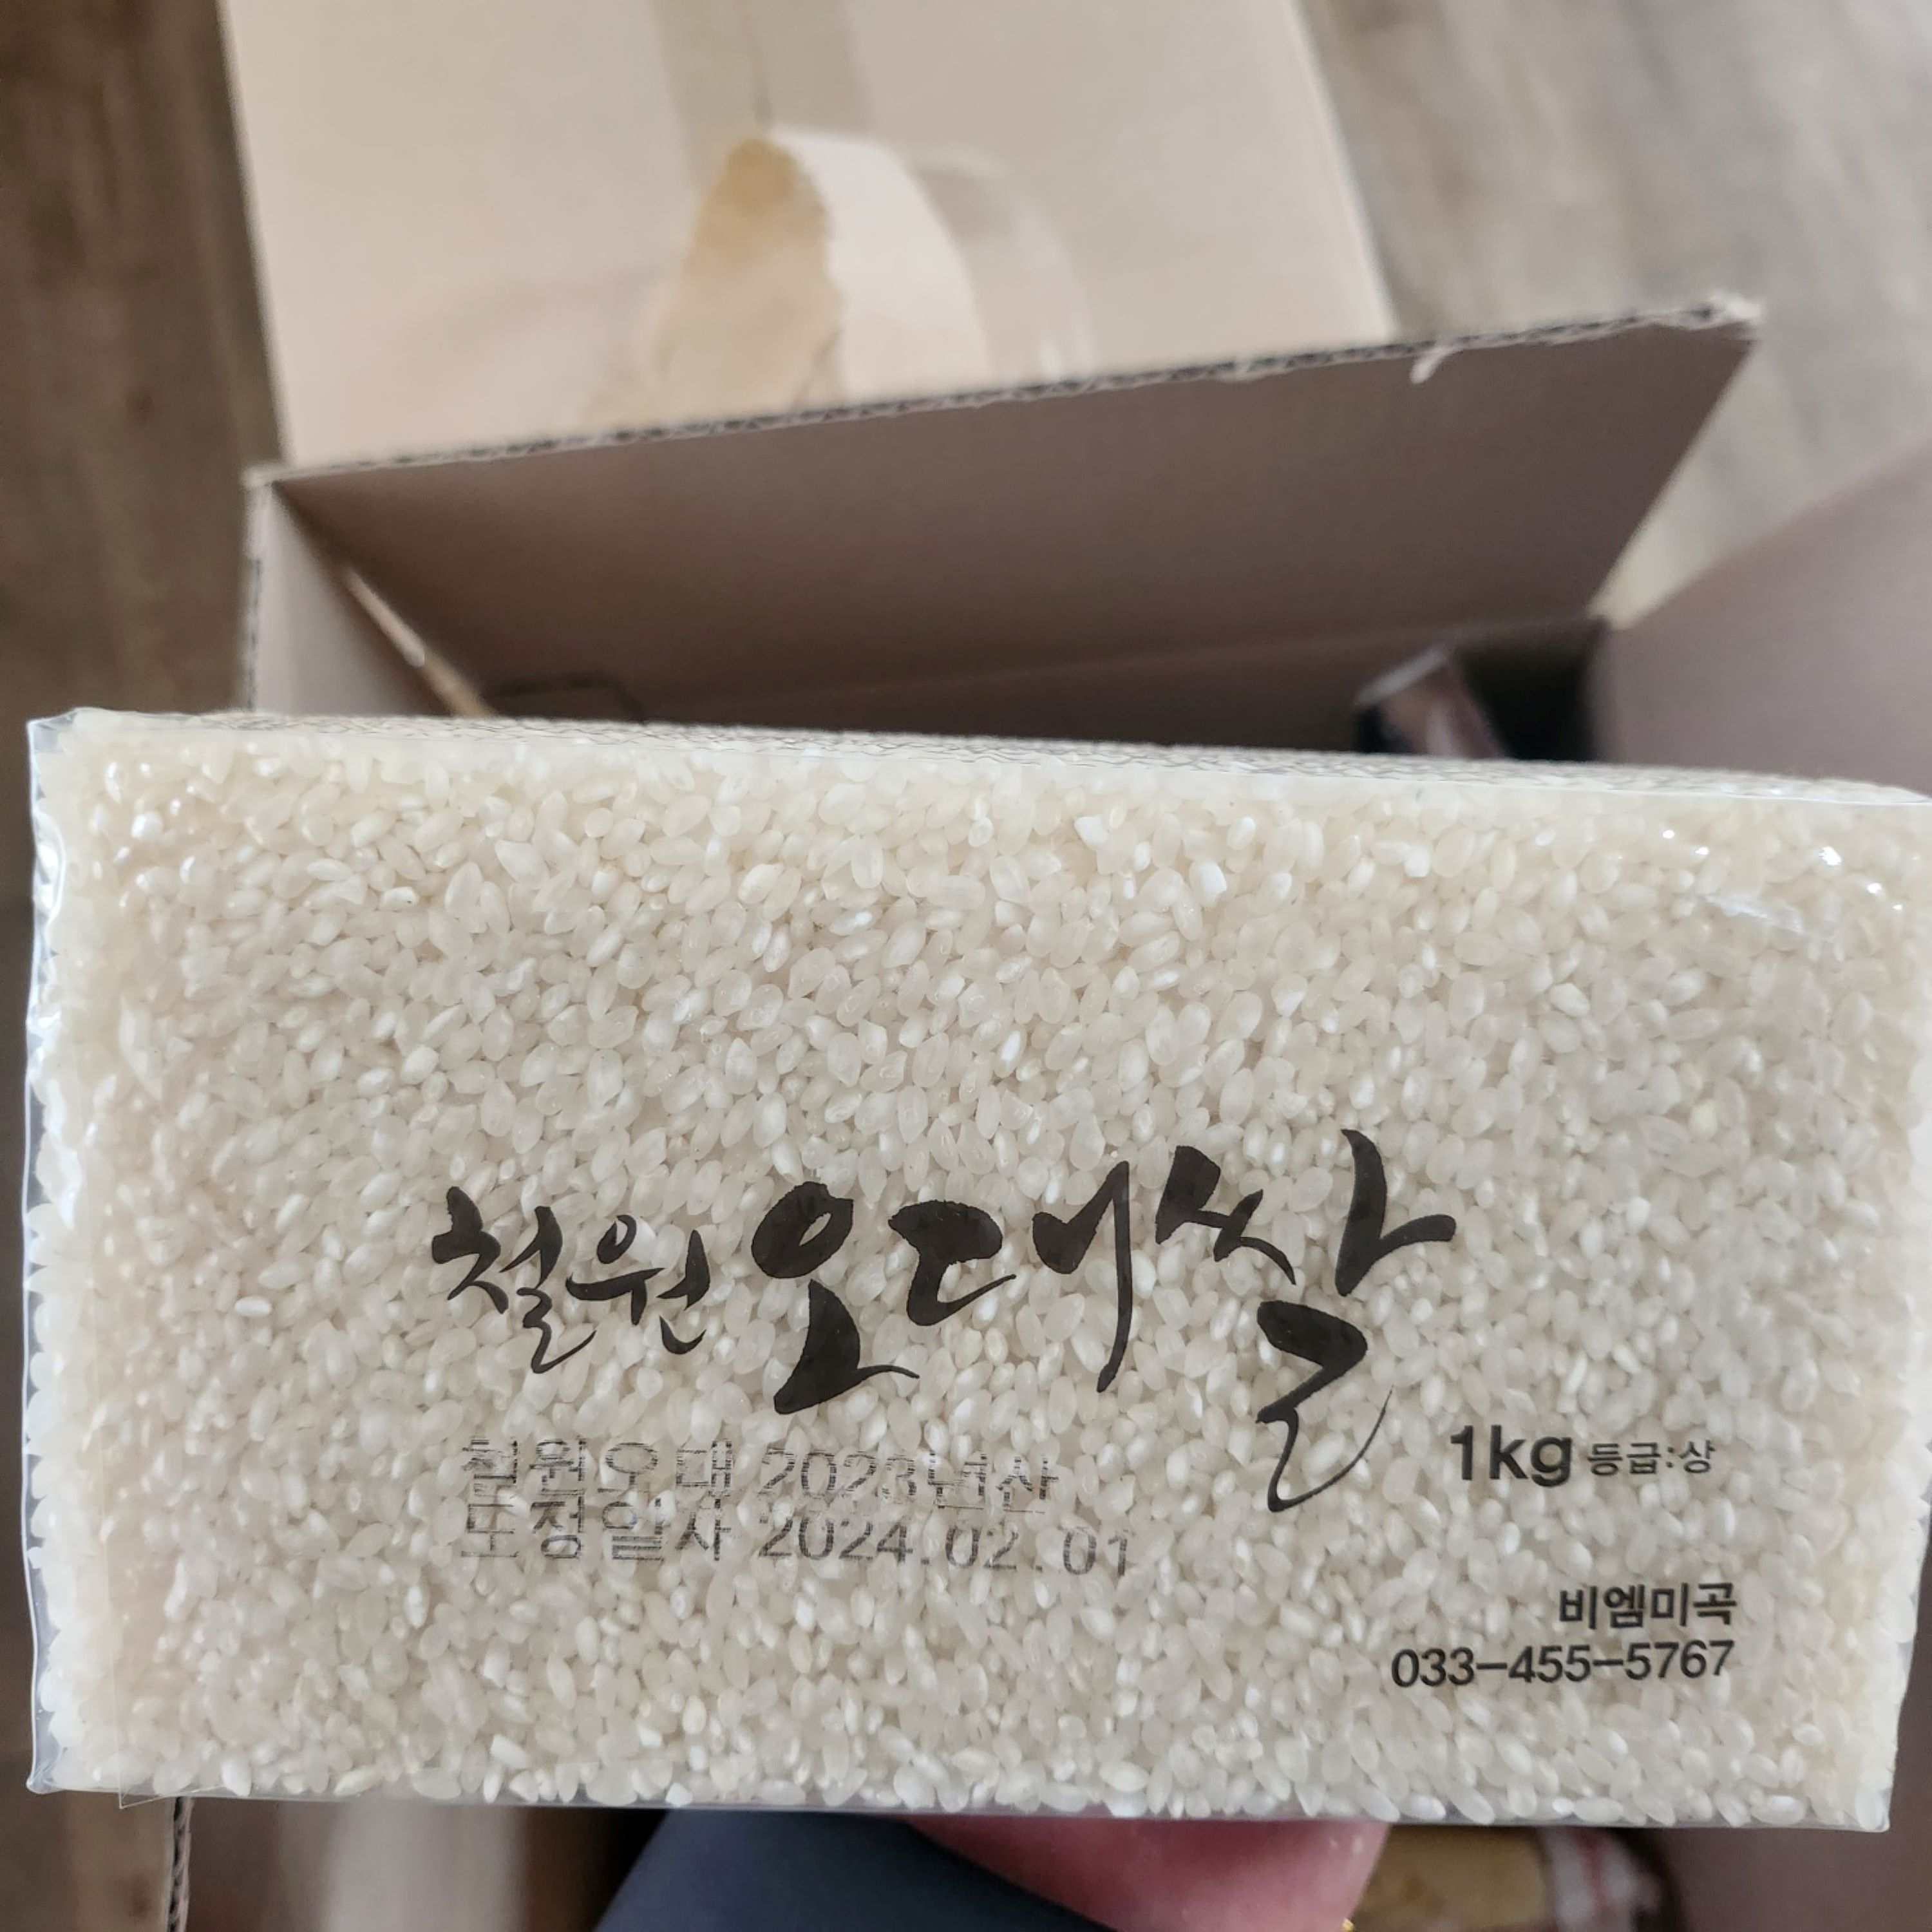 철원오대쌀
철원오대 2023년산
도정일자 2024.02.01
1kg 등급:상
비엠미곡
033-455-5767